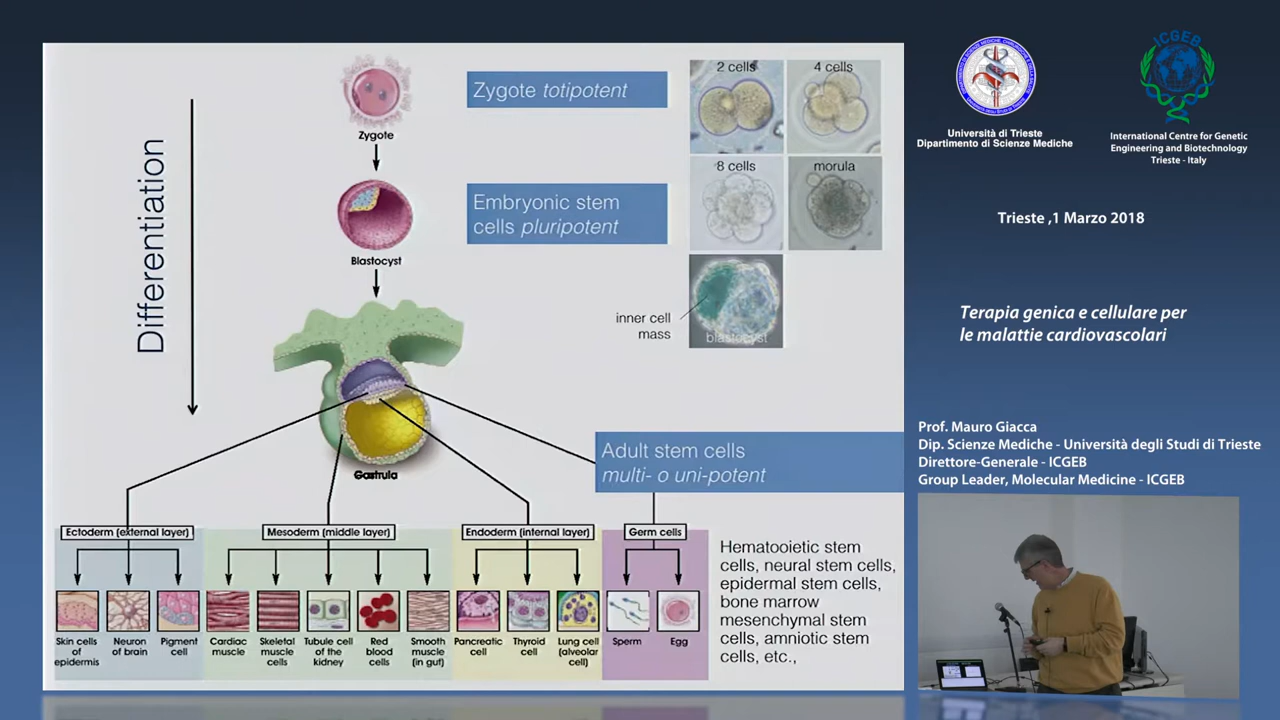 Differentiation
Zygote
Blastocyst
Gastrula
Zygote totipotent
Embryonic stem
cells pluripotent
2 cells
4 cells
8 cells
morula
inner cell
mass
blastocyst
Adult stem cells
multi- o uni-potent
Ectoderm (external layer)
Mesoderm (middle layer)
Endoderm (internal layer)
Germ cells
Skin cells
of
epidermis
Neuron
of brain
Pigment
cell
Cardiac
muscle
Skeletal
muscle
cells
Tubule cell
of the
kidney
Red
blood
cells
Smooth
muscle
(in gut)
Pancreatic
cell
Thyroid
cell
Lung cell
(alveolar
cell)
Sperm
Egg
Hematooietic stem
cells, neural stem cells,
epidermal stem cells,
bone marrow
mesenchymal stem
cells, amniotic stem
cells, etc.,
ICGEB
Università di Trieste
Dipartimento di Scienze Mediche
International Centre for Genetic
Engineering and Biotechnology
Trieste - Italy
Trieste ,1 Marzo 2018
Terapia genica e cellulare per
le malattie cardiovascolari
Prof. Mauro Giacca
Dip. Scienze Mediche - Università degli Studi di Trieste
Direttore-Generale - ICGEB
Group Leader, Molecular Medicine - ICGEB